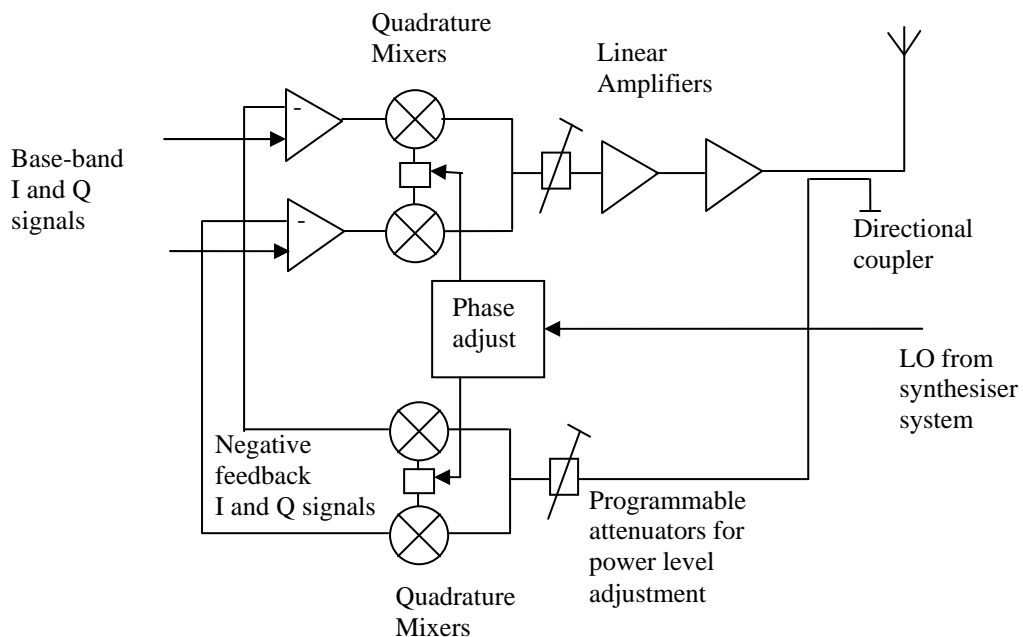 Quadrature
Mixers
Linear
Amplifiers
Base-band
I and Q
signals
-
-
Directional
coupler
Phase
adjust
LO from
synthesiser
system
Negative
feedback
I and Q signals
Programmable
attenuators for
power level
adjustment
Quadrature
Mixers